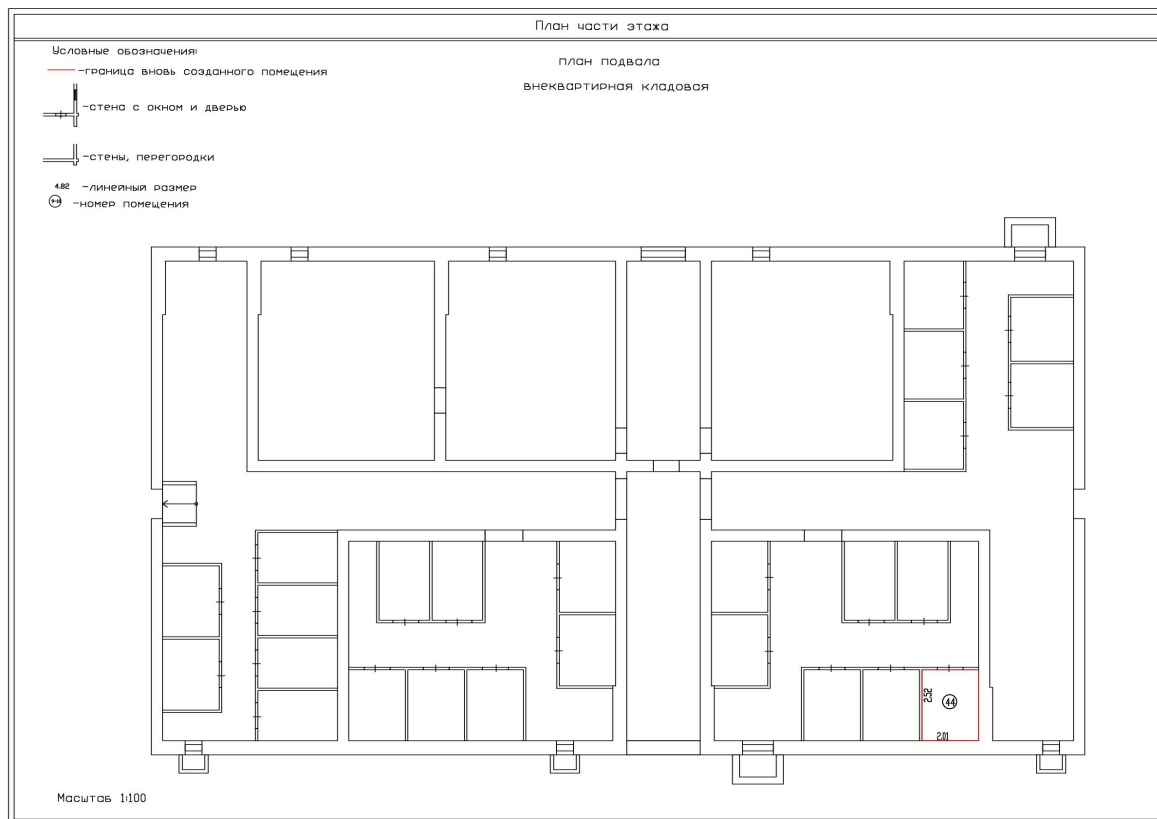 План части этажа
Условные обозначения:
-граница вновь созданного помещения
план подвала
внеквартирная кладовая
-стена с окном и дверью
-стены, перегородки
4.82 -линейный размер
-номер помещения
2.52
44
2.01
Масштаб 1:100